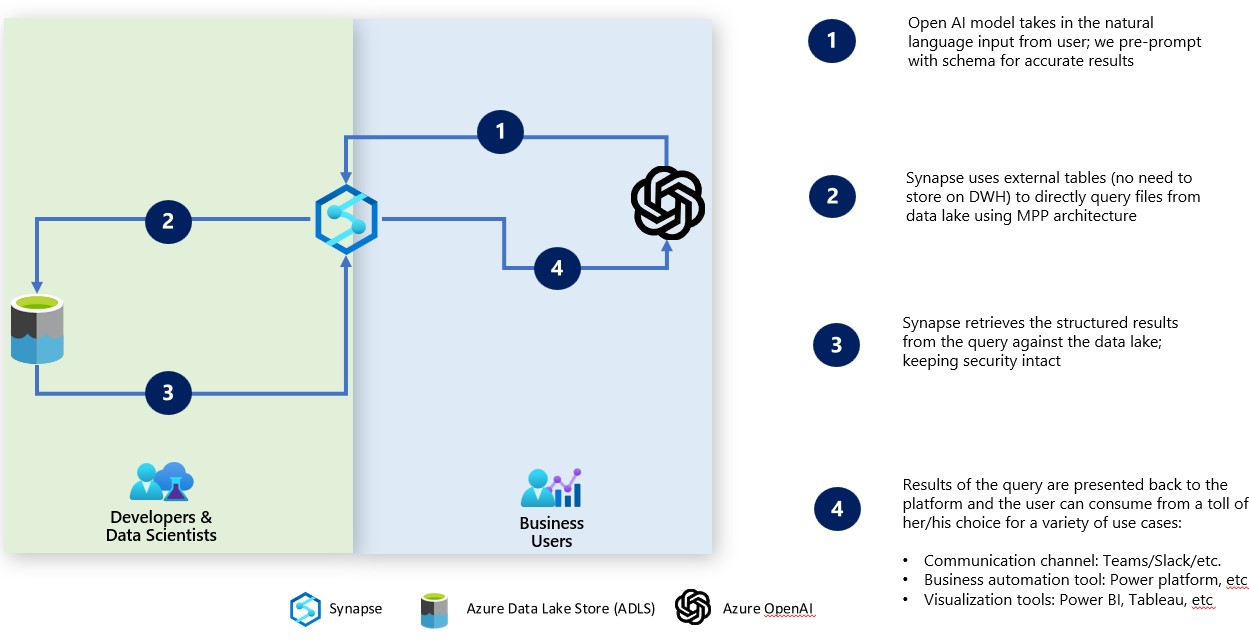 1
Open AI model takes in the natural
language input from user; we pre-prompt
with schema for accurate results
1
2
Synapse uses external tables (no need to
store on DWH) to directly query files from
data lake using MPP architecture
2
4
3
Synapse retrieves the structured results
from the query against the data lake;
keeping security intact
3
Developers &
Data Scientists
Business
Users
4
Results of the query are presented back to the
platform and the user can consume from a toll of
her/his choice for a variety of use cases:
• Communication channel: Teams/Slack/etc.
• Business automation tool: Power platform, etc
• Visualization tools: Power BI, Tableau, etc
Synapse
Azure Data Lake Store (ADLS)
Azure OpenAI